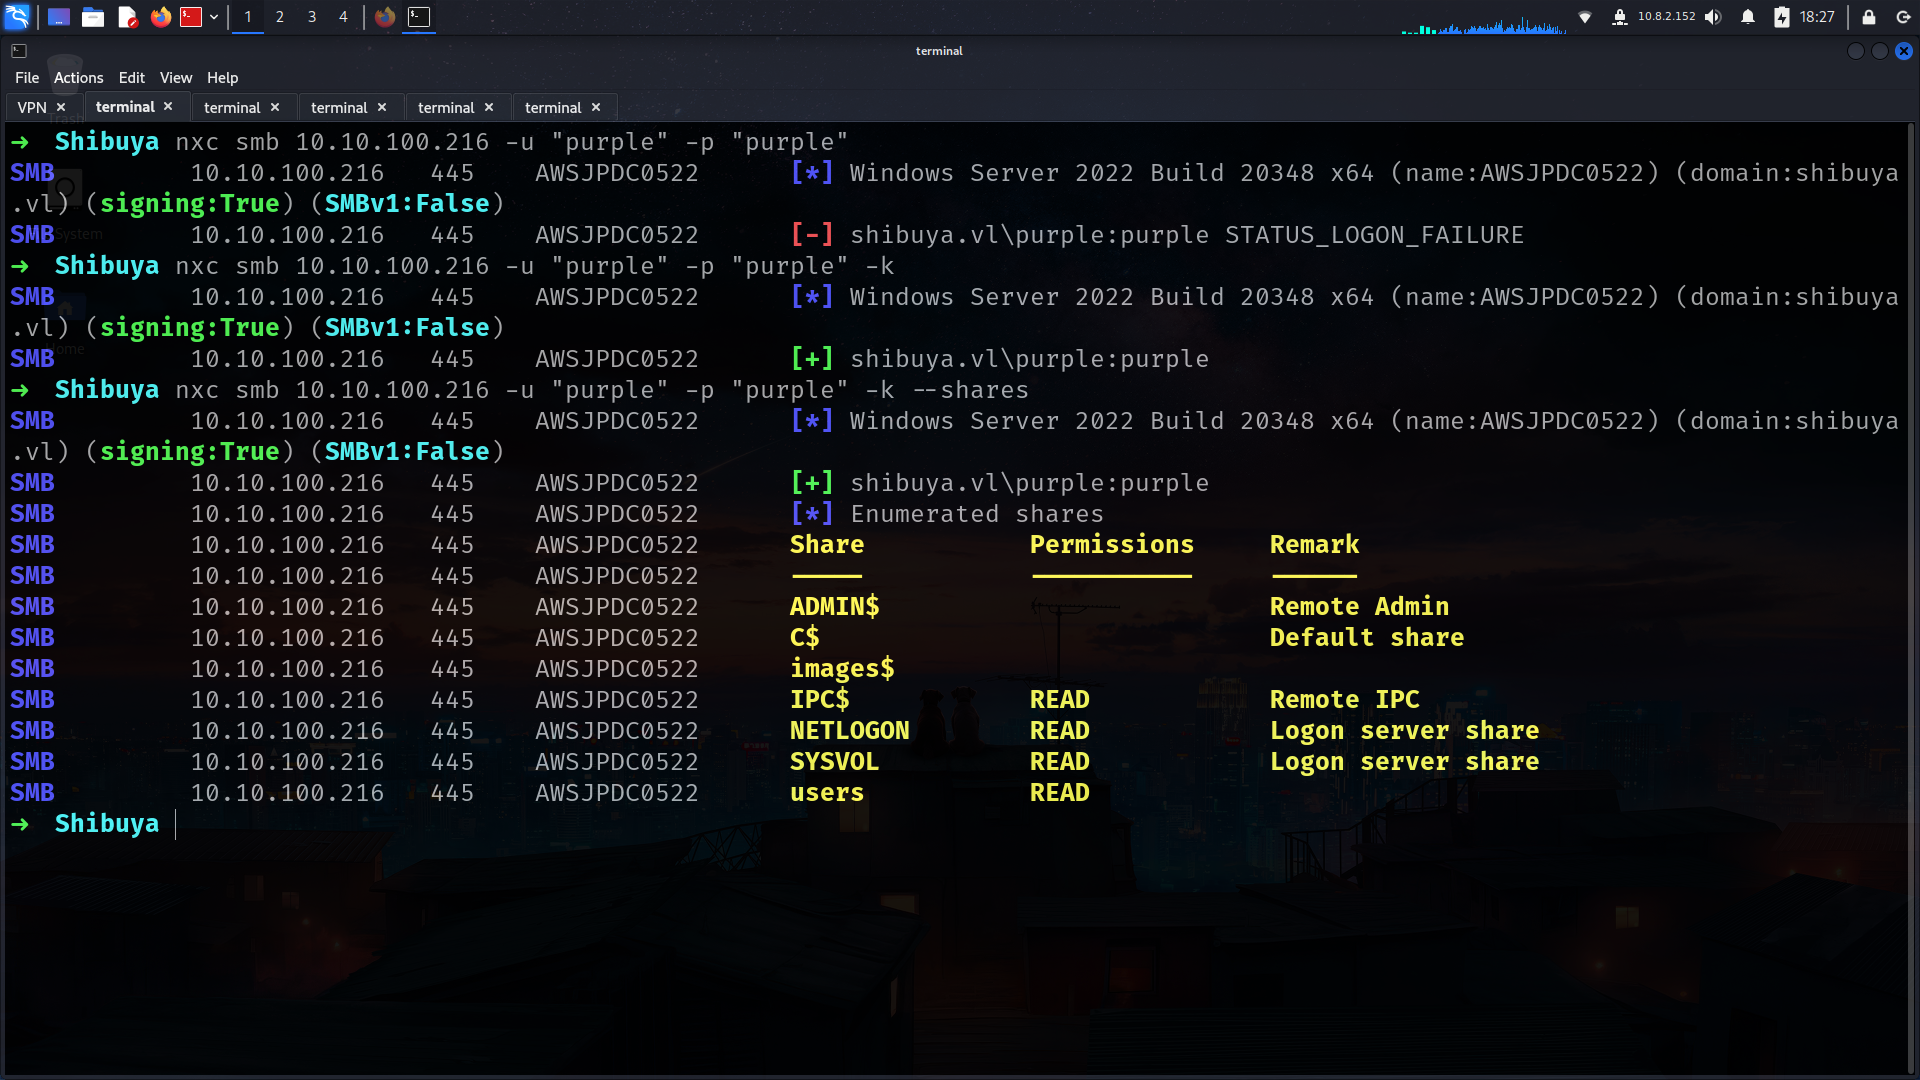 1 2 3 4 10.8.2.152 18:27
terminal
File Actions Edit View Help
VPN × terminal × terminal × terminal × terminal × terminal ×
Trash
➜ Shibuya nxc smb 10.10.100.216 -u "purple" -p "purple"
SMB 10.10.100.216 445 AWSJPDC0522 [*] Windows Server 2022 Build 20348 x64 (name:AWSJPDC0522) (domain:shibuya
.vl) (signing:True) (SMBv1:False)
SMB 10.10.100.216 445 AWSJPDC0522 [-] shibuya.vl\purple:purple STATUS_LOGON_FAILURE
System
➜ Shibuya nxc smb 10.10.100.216 -u "purple" -p "purple" -k
SMB 10.10.100.216 445 AWSJPDC0522 [*] Windows Server 2022 Build 20348 x64 (name:AWSJPDC0522) (domain:shibuya
.vl) (signing:True) (SMBv1:False)
Home
SMB 10.10.100.216 445 AWSJPDC0522 [+] shibuya.vl\purple:purple
➜ Shibuya nxc smb 10.10.100.216 -u "purple" -p "purple" -k --shares
SMB 10.10.100.216 445 AWSJPDC0522 [*] Windows Server 2022 Build 20348 x64 (name:AWSJPDC0522) (domain:shibuya
.vl) (signing:True) (SMBv1:False)
SMB 10.10.100.216 445 AWSJPDC0522 [+] shibuya.vl\purple:purple
SMB 10.10.100.216 445 AWSJPDC0522 [*] Enumerated shares
SMB 10.10.100.216 445 AWSJPDC0522 Share Permissions Remark
SMB 10.10.100.216 445 AWSJPDC0522 ----- ----------- ------
SMB 10.10.100.216 445 AWSJPDC0522 ADMIN$ Remote Admin
SMB 10.10.100.216 445 AWSJPDC0522 C$ Default share
SMB 10.10.100.216 445 AWSJPDC0522 images$
SMB 10.10.100.216 445 AWSJPDC0522 IPC$ READ Remote IPC
SMB 10.10.100.216 445 AWSJPDC0522 NETLOGON READ Logon server share
SMB 10.10.100.216 445 AWSJPDC0522 SYSVOL READ Logon server share
SMB 10.10.100.216 445 AWSJPDC0522 users READ
➜ Shibuya